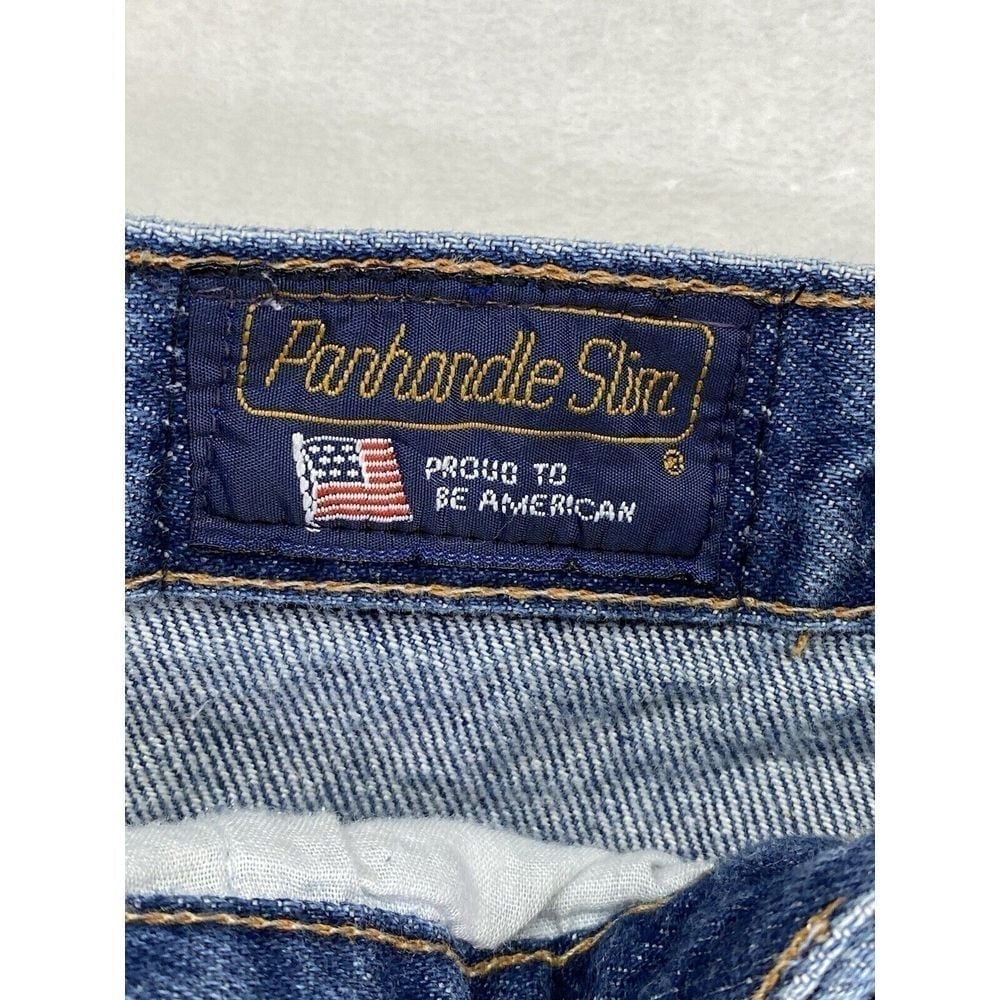 Panhandle Slim
®
PROUD TO
BE AMERICAN